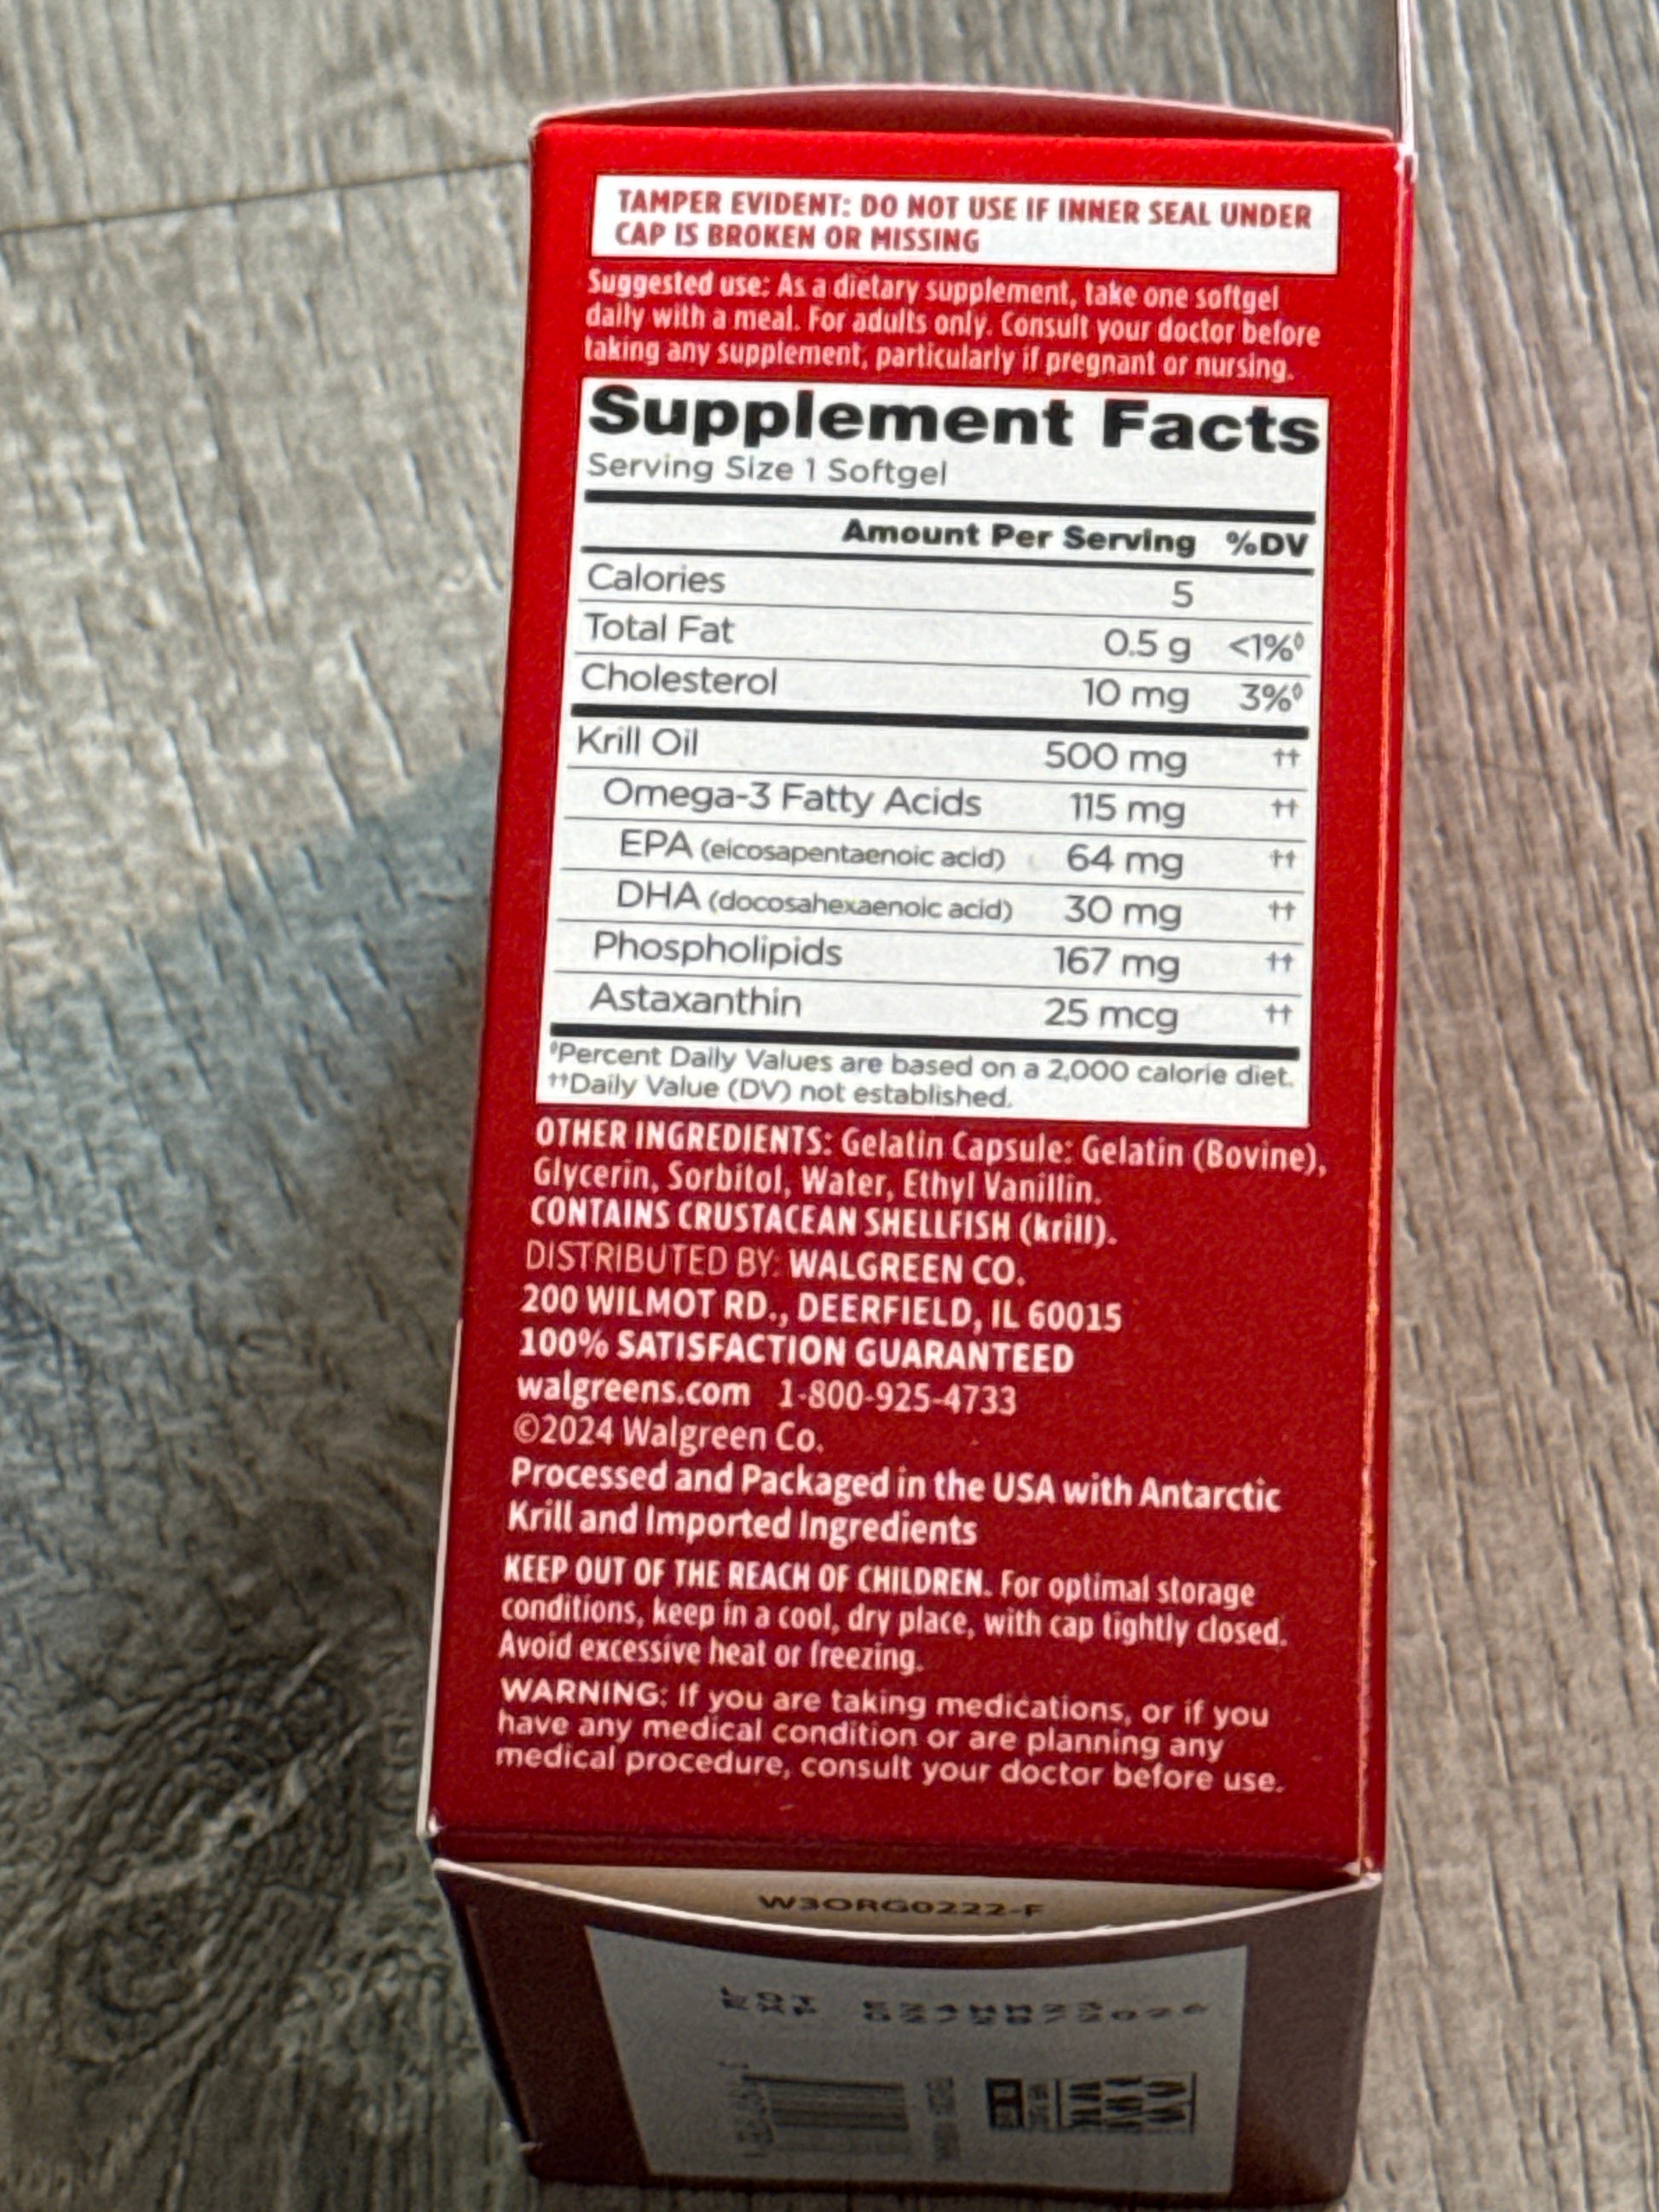 TAMPER EVIDENT: DO NOT USE IF INNER SEAL UNDER
CAP IS BROKEN OR MISSING
Suggested use: As a dietary supplement, take one softgel
daily with a meal. For adults only. Consult your doctor before
taking any supplement, particularly if pregnant or nursing.
Supplement Facts
Serving Size 1 Softgel
Amount Per Serving %DV
Calories 5
Total Fat 0.5 g <1%◊
Cholesterol 10 mg 3%◊
Krill Oil 500 mg ††
Omega-3 Fatty Acids 115 mg ††
EPA (eicosapentaenoic acid) 64 mg ††
DHA (docosahexaenoic acid) 30 mg ††
Phospholipids 167 mg ††
Astaxanthin 25 mcg ††
◊Percent Daily Values are based on a 2,000 calorie diet.
††Daily Value (DV) not established.
OTHER INGREDIENTS: Gelatin Capsule: Gelatin (Bovine),
Glycerin, Sorbitol, Water, Ethyl Vanillin.
CONTAINS CRUSTACEAN SHELLFISH (krill).
DISTRIBUTED BY: WALGREEN CO.
200 WILMOT RD., DEERFIELD, IL 60015
100% SATISFACTION GUARANTEED
walgreens.com 1-800-925-4733
©2024 Walgreen Co.
Processed and Packaged in the USA with Antarctic
Krill and Imported Ingredients
KEEP OUT OF THE REACH OF CHILDREN. For optimal storage
conditions, keep in a cool, dry place, with cap tightly closed.
Avoid excessive heat or freezing.
WARNING: If you are taking medications, or if you
have any medical condition or are planning any
medical procedure, consult your doctor before use.
W3ORG0222-F
LOT
EXP 02/28/2026